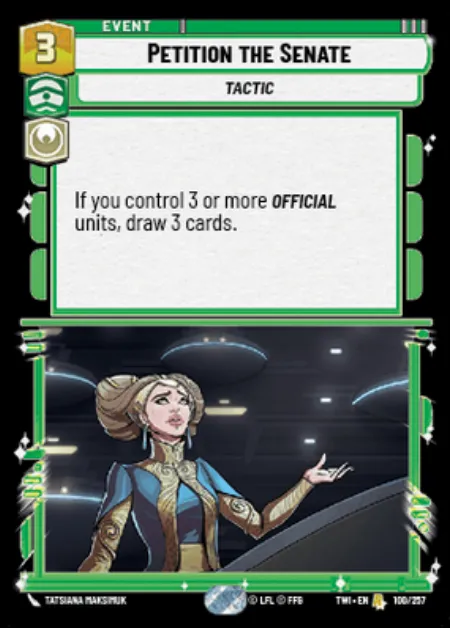 EVENT
3
PETITION THE SENATE
TACTIC
If you control 3 or more OFFICIAL
units, draw 3 cards.
TATSIANA MAKSIMUK
© LFL © FFG
TWI • EN
100/257